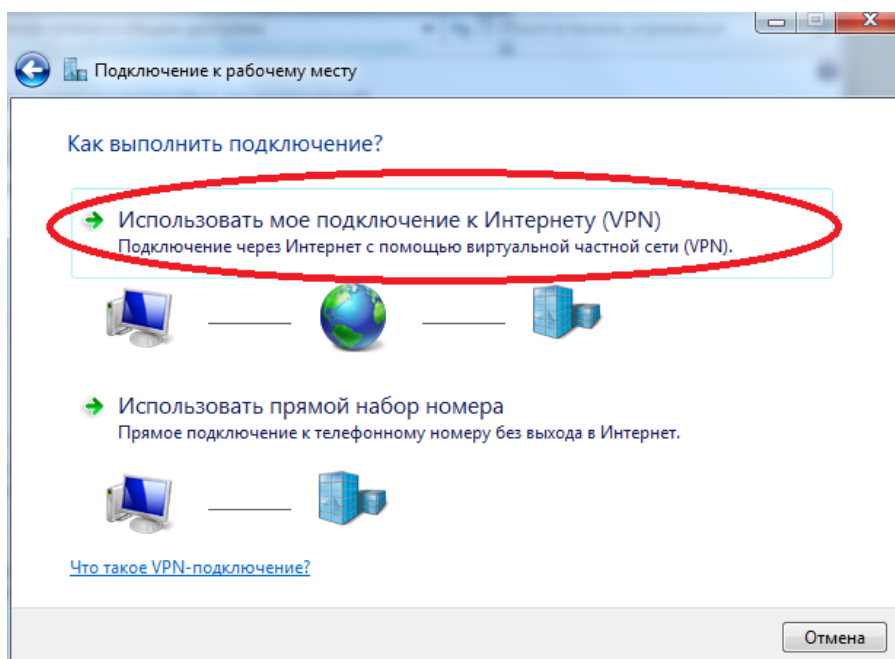 Подключение к рабочему месту
Как выполнить подключение?
Использовать мое подключение к Интернету (VPN)
Подключение через Интернет с помощью виртуальной частной сети (VPN).
Использовать прямой набор номера
Прямое подключение к телефонному номеру без выхода в Интернет.
Что такое VPN-подключение?
Отмена